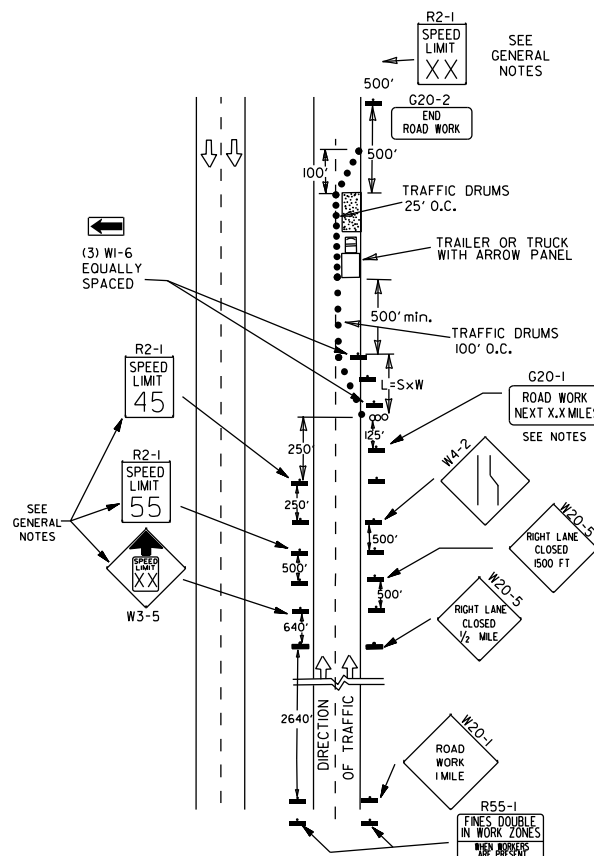 R2-1
SPEED
LIMIT
XX
SEE
GENERAL
NOTES
500'
G20-2
END
ROAD WORK
500'
100'
TRAFFIC DRUMS
25' O.C.
TRAILER OR TRUCK
WITH ARROW PANEL
(3) W1-6
EQUALLY
SPACED
500' min.
TRAFFIC DRUMS
100' O.C.
R2-1
SPEED
LIMIT
45
L=S×W
G20-1
ROAD WORK
NEXT X.X MILES
SEE NOTES
125'
250'
R2-1
SPEED
LIMIT
55
W4-2
250'
SEE
GENERAL
NOTES
500'
500'
W20-5
RIGHT LANE
CLOSED
1500 FT
SPEED
LIMIT
XX
W3-5
500'
640'
W20-5
RIGHT LANE
CLOSED
1/2 MILE
2640'
DIRECTION
OF TRAFFIC
W20-1
ROAD
WORK
1 MILE
R55-1
FINES DOUBLE
IN WORK ZONES
WHEN WORKERS
ARE PRESENT